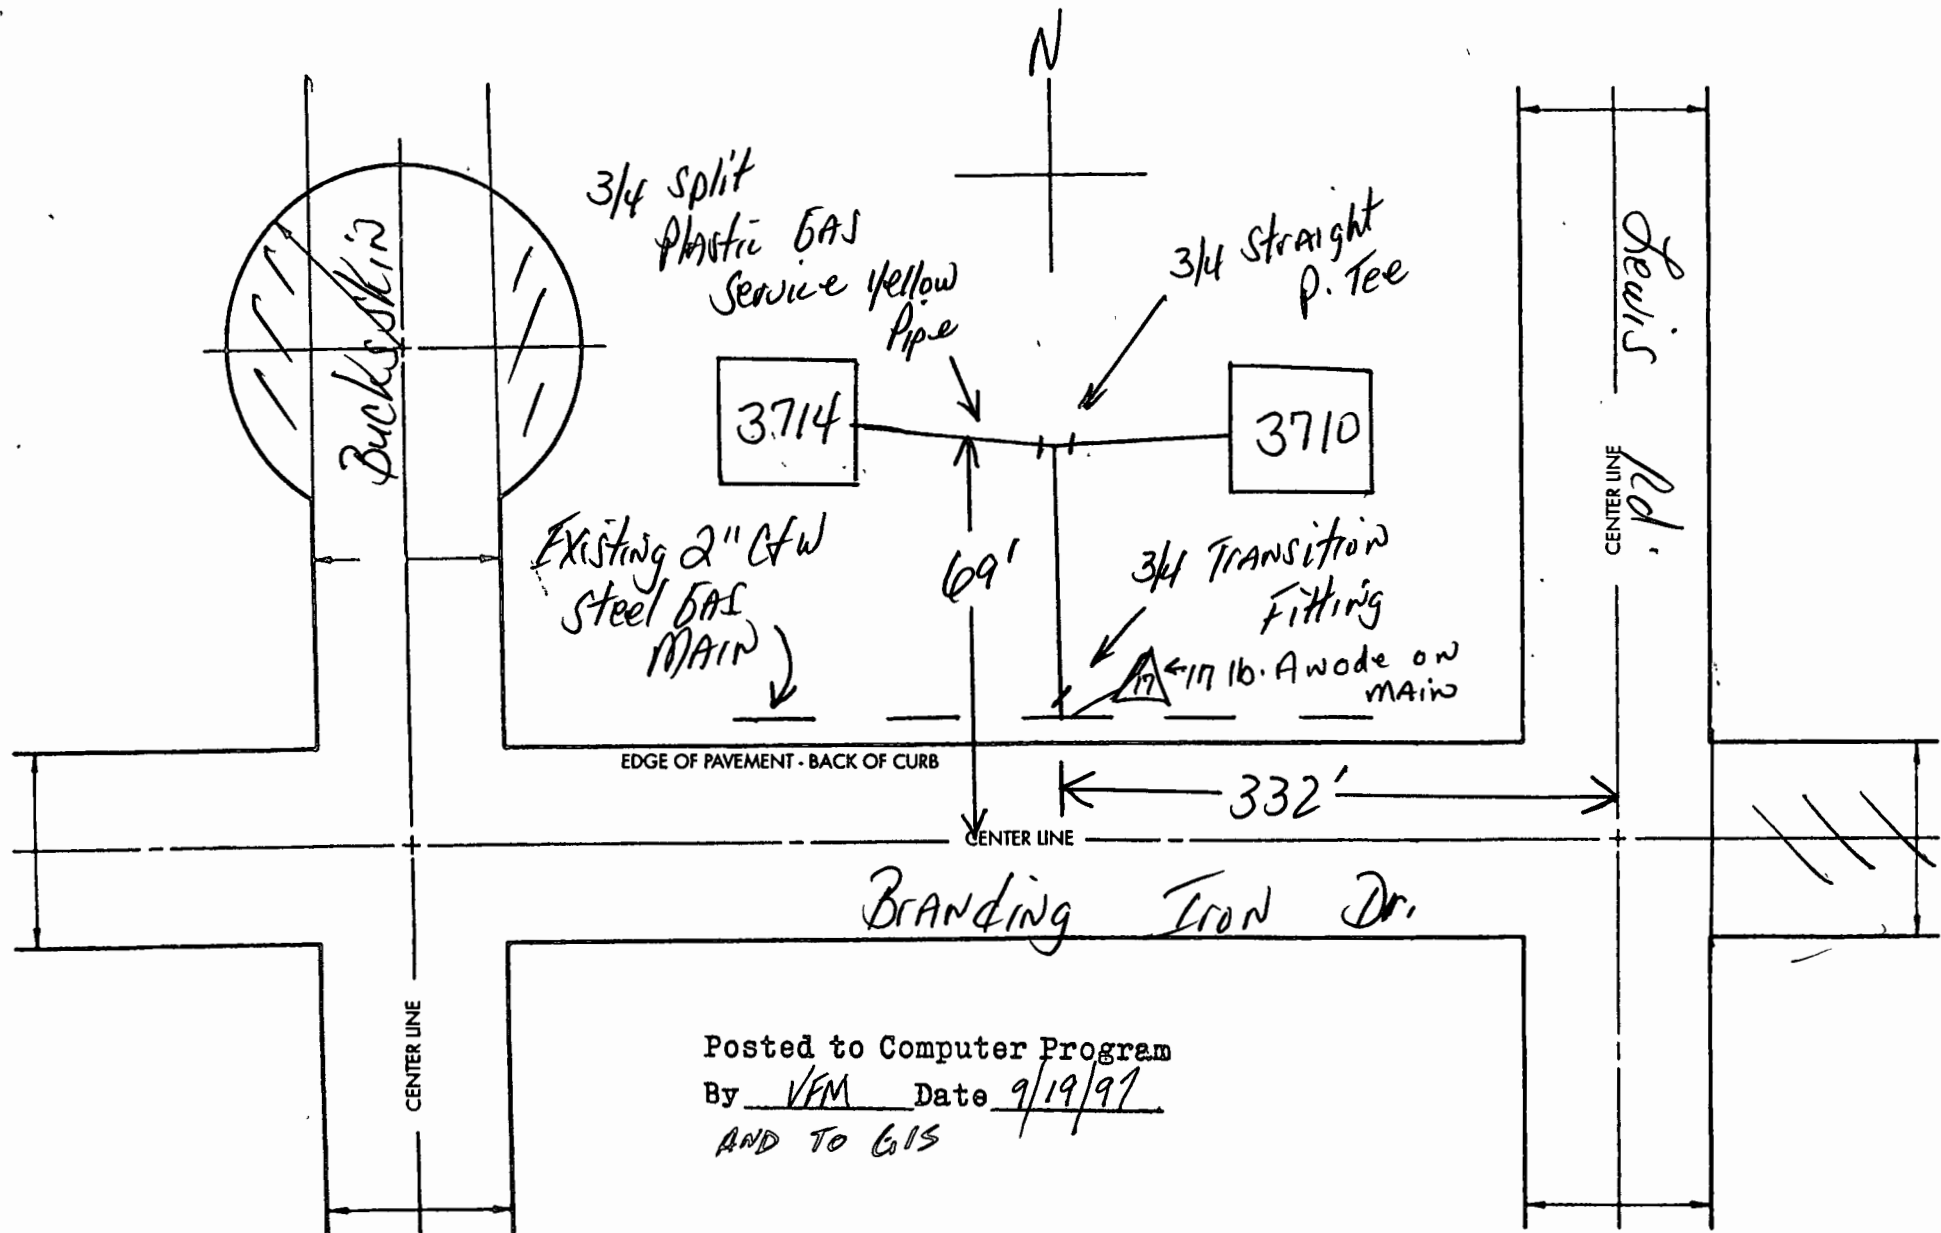 N
3/4 Split
Plastic GAS
Service Yellow
Pipe
3/4 Straight
P. Tee
Buckskin
Lewis Rd.
CENTER LINE
3714
3710
Existing 2" C&W
Steel GAS
MAIN
69'
3/4 Transition
Fitting
17
17 lb. Anode on
MAIN
EDGE OF PAVEMENT - BACK OF CURB
332'
CENTER LINE
Branding Iron Dr.
CENTER LINE
Posted to Computer Program
By VFM Date 9/19/97
AND TO GIS